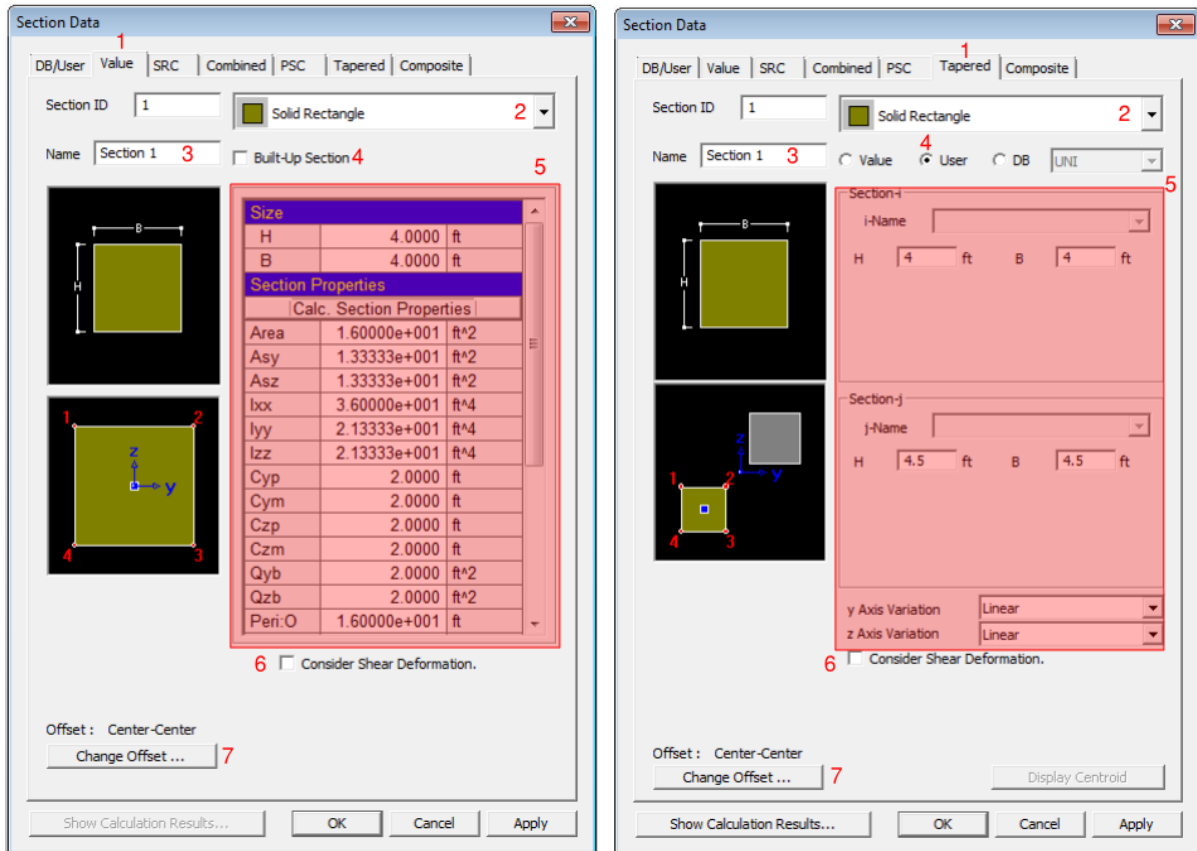 Section Data
1
DB/User Value SRC Combined PSC Tapered Composite
Section ID 1
Solid Rectangle 2
Name Section 1 3
Built-Up Section 4
5
B
H
Size
H 4.0000 ft
B 4.0000 ft
Section Properties
Calc. Section Properties
Area 1.60000e+001 ft^2
Asy 1.33333e+001 ft^2
Asz 1.33333e+001 ft^2
Ixx 3.60000e+001 ft^4
Iyy 2.13333e+001 ft^4
Izz 2.13333e+001 ft^4
Cyp 2.0000 ft
Cym 2.0000 ft
Czp 2.0000 ft
Czm 2.0000 ft
Qyb 2.0000 ft^2
Qzb 2.0000 ft^2
Peri:O 1.60000e+001 ft
1 2
z
y
4 3
6 Consider Shear Deformation.
Offset : Center-Center
Change Offset ... 7
Show Calculation Results... OK Cancel Apply
Section Data
1
DB/User Value SRC Combined PSC Tapered Composite
Section ID 1
Solid Rectangle 2
Name Section 1 3
4
Value User DB UNI
5
B
H
Section-i
i-Name
H 4 ft B 4 ft
Section-j
j-Name
H 4.5 ft B 4.5 ft
z
y
1 2
4 3
y Axis Variation Linear
z Axis Variation Linear
6 Consider Shear Deformation.
Offset : Center-Center
Change Offset ... 7
Display Centroid
Show Calculation Results... OK Cancel Apply